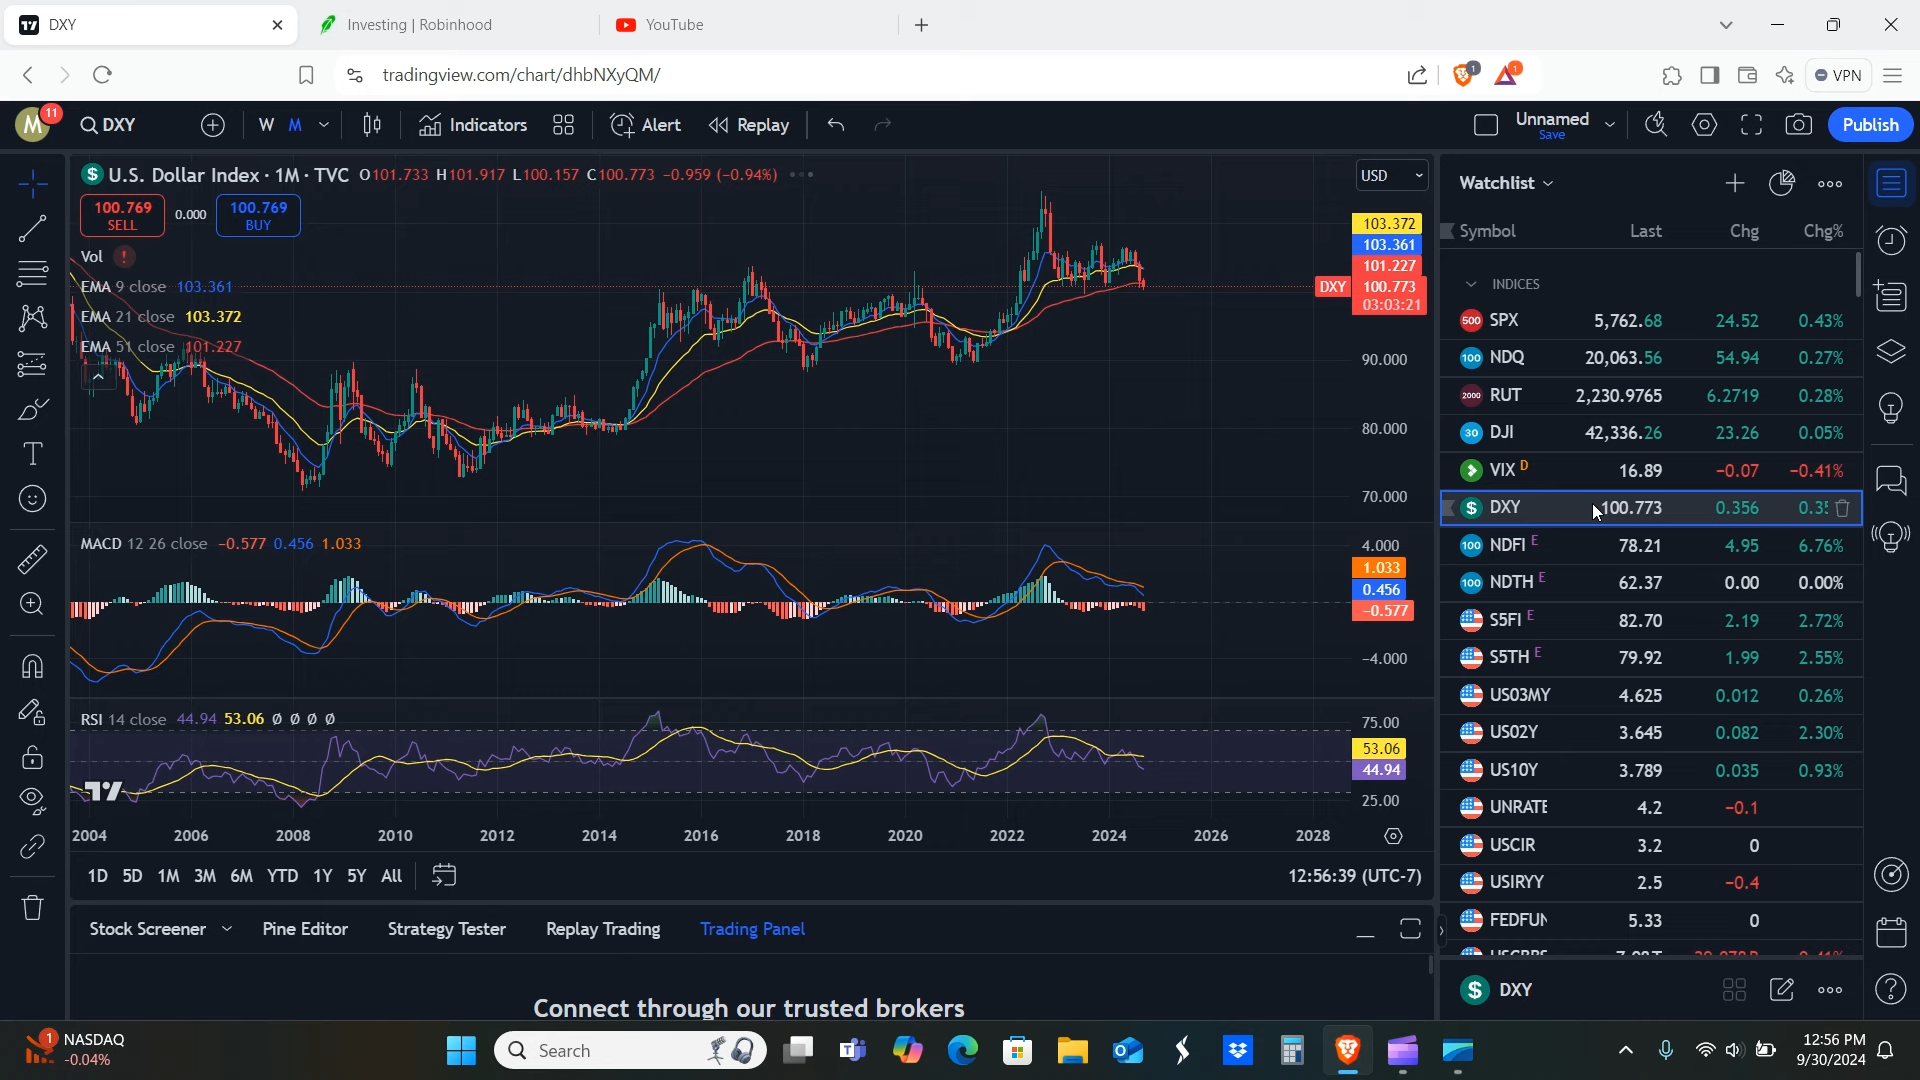 DXY
Investing | Robinhood
YouTube
tradingview.com/chart/dhbNXyQM/
1
1
VPN
M
11
DXY
W
M
Indicators
Alert
Replay
Unnamed
Save
Publish
$ U.S. Dollar Index · 1M · TVC O101.733 H101.917 L100.157 C100.773 −0.959 (−0.94%)
USD
100.769
SELL
0.000
100.769
BUY
Vol
EMA 9 close 103.361
EMA 21 close 103.372
EMA 51 close 101.227
103.372
103.361
101.227
DXY 100.773
03:03:21
90.000
80.000
70.000
MACD 12 26 close −0.577 0.456 1.033
4.000
1.033
0.456
−0.577
−4.000
RSI 14 close 44.94 53.06 Ø Ø Ø Ø
75.00
53.06
44.94
25.00
2004 2006 2008 2010 2012 2014 2016 2018 2020 2022 2024 2026 2028
1D 5D 1M 3M 6M YTD 1Y 5Y All
12:56:39 (UTC-7)
Stock Screener Pine Editor Strategy Tester Replay Trading Trading Panel
Connect through our trusted brokers
Watchlist
Symbol Last Chg Chg%
INDICES
500 SPX 5,762.68 24.52 0.43%
100 NDQ 20,063.56 54.94 0.27%
2000 RUT 2,230.9765 6.2719 0.28%
30 DJI 42,336.26 23.26 0.05%
VIX D 16.89 −0.07 −0.41%
$ DXY 100.773 0.356
100 NDFI E 78.21 4.95 6.76%
100 NDTH E 62.37 0.00 0.00%
S5FI E 82.70 2.19 2.72%
S5TH E 79.92 1.99 2.55%
US03MY 4.625 0.012 0.26%
US02Y 3.645 0.082 2.30%
US10Y 3.789 0.035 0.93%
UNRATE 4.2 −0.1
USCIR 3.2 0
USIRYY 2.5 −0.4
FEDFUN 5.33 0
$ DXY
1
NASDAQ
-0.04%
Search
12:56 PM
9/30/2024